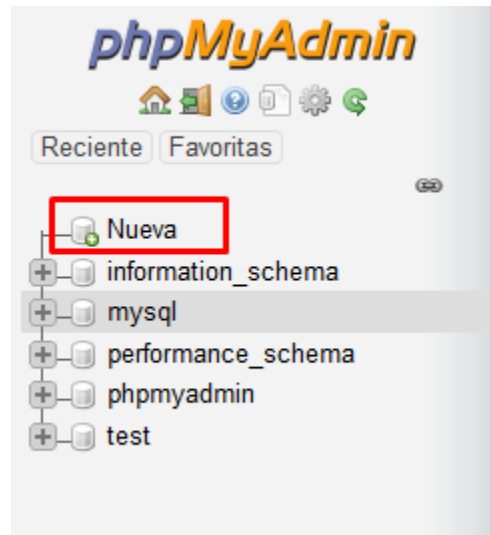 phpMyAdmin
Reciente Favoritas
Nueva
information_schema
mysql
performance_schema
phpmyadmin
test